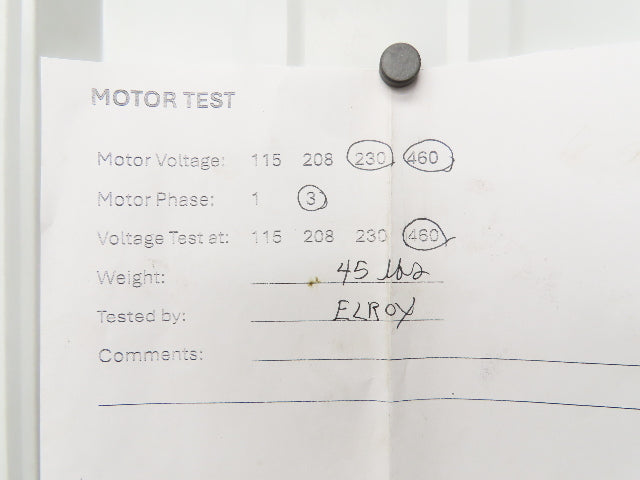 MOTOR TEST
Motor Voltage: 115 208 230 460
Motor Phase: 1 3
Voltage Test at: 115 208 230 460
Weight: 45 lbs
Tested by: ELROY
Comments: